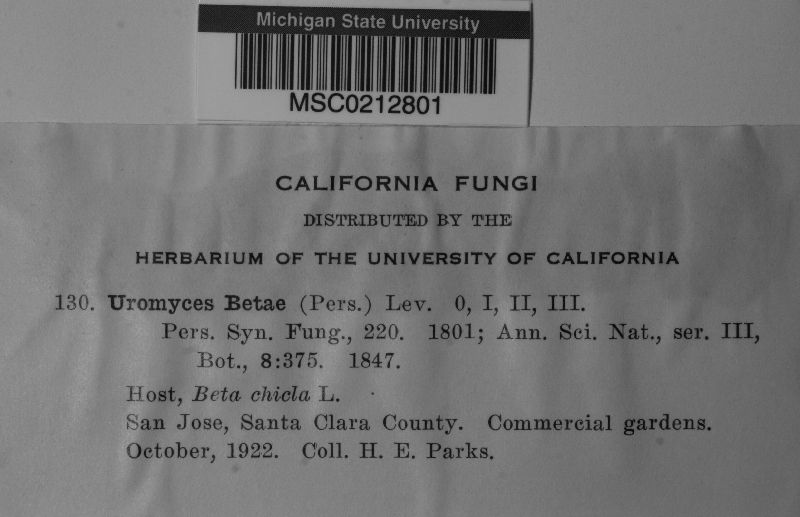 Michigan State University
MSC0212801
CALIFORNIA FUNGI
DISTRIBUTED BY THE
HERBARIUM OF THE UNIVERSITY OF CALIFORNIA
130. Uromyces Betae (Pers.) Lev. 0, I, II, III.
Pers. Syn. Fung., 220. 1801; Ann. Sci. Nat., ser. III,
Bot., 8:375. 1847.
Host, Beta chicla L.
San Jose, Santa Clara County. Commercial gardens.
October, 1922. Coll. H. E. Parks.